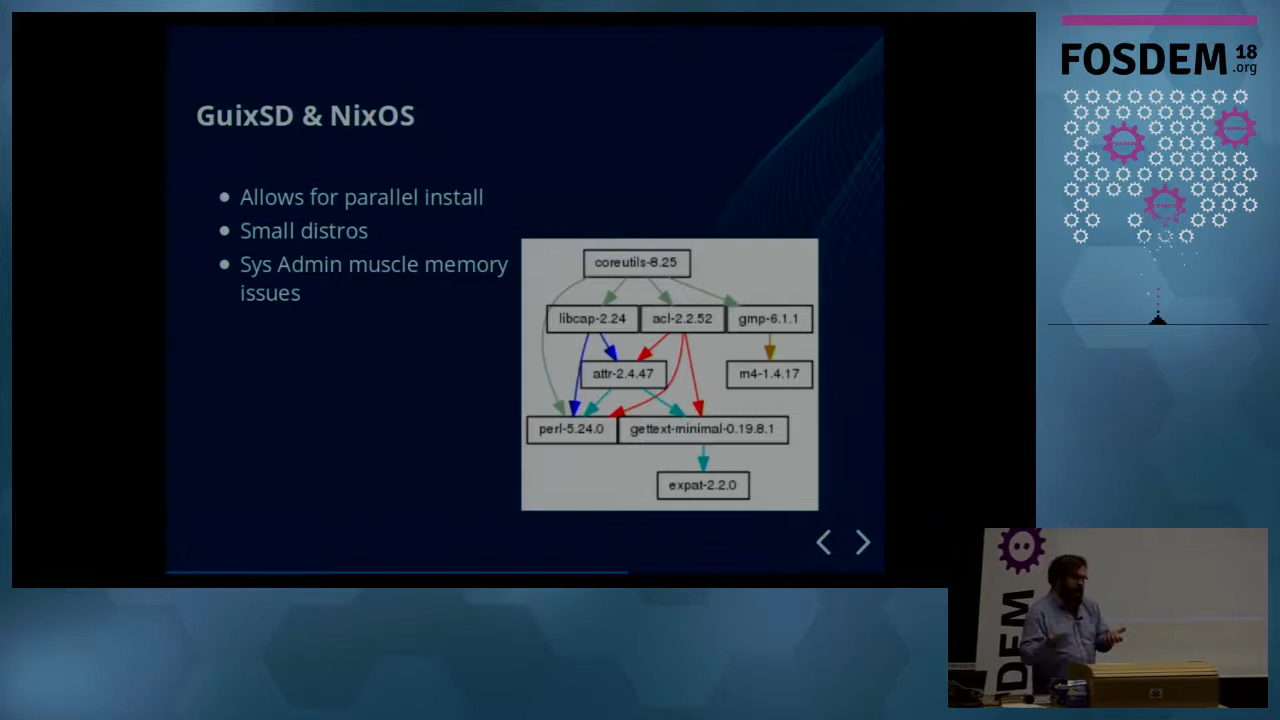 GuixSD & NixOS
Allows for parallel install
Small distros
Sys Admin muscle memory
issues
coreutils-8.25
libcap-2.24
acl-2.2.52
gmp-6.1.1
attr-2.4.47
m4-1.4.17
perl-5.24.0
gettext-minimal-0.19.8.1
expat-2.2.0
FOSDEM 18
.org
DEM